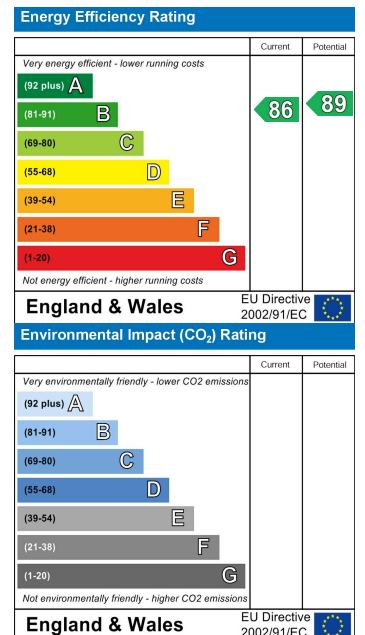 Energy Efficiency Rating
Current Potential
Very energy efficient - lower running costs
(92 plus) A
(81-91) B
86 89
(69-80) C
(55-68) D
(39-54) E
(21-38) F
(1-20) G
Not energy efficient - higher running costs
England & Wales
EU Directive
2002/91/EC
Environmental Impact (CO₂) Rating
Current Potential
Very environmentally friendly - lower CO2 emissions
(92 plus) A
(81-91) B
(69-80) C
(55-68) D
(39-54) E
(21-38) F
(1-20) G
Not environmentally friendly - higher CO2 emissions
England & Wales
EU Directive
2002/91/EC